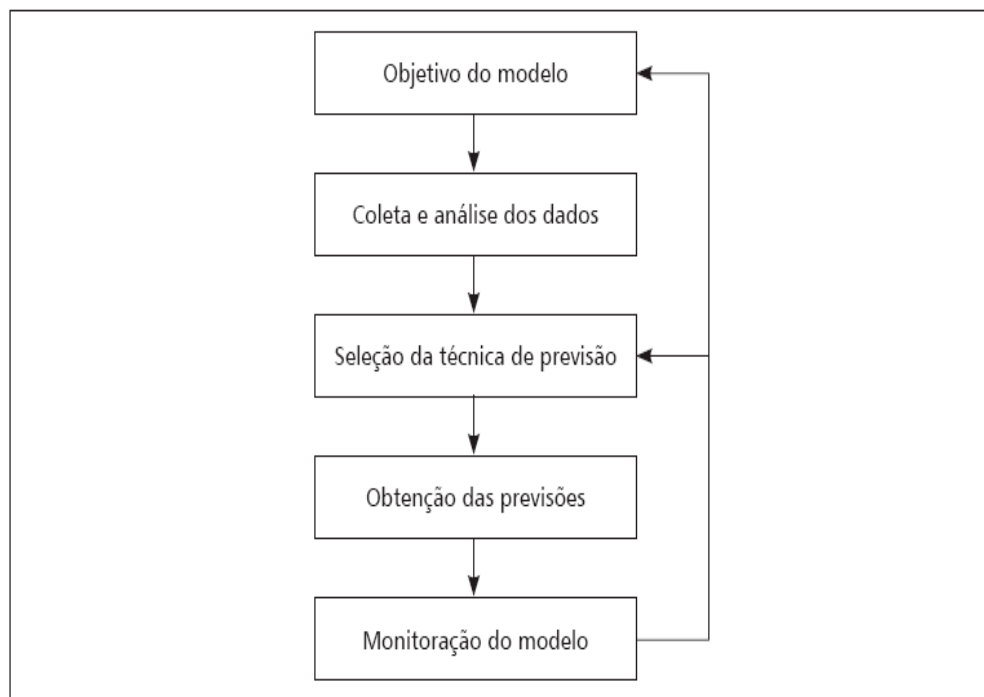 Objetivo do modelo
Coleta e análise dos dados
Seleção da técnica de previsão
Obtenção das previsões
Monitoração do modelo